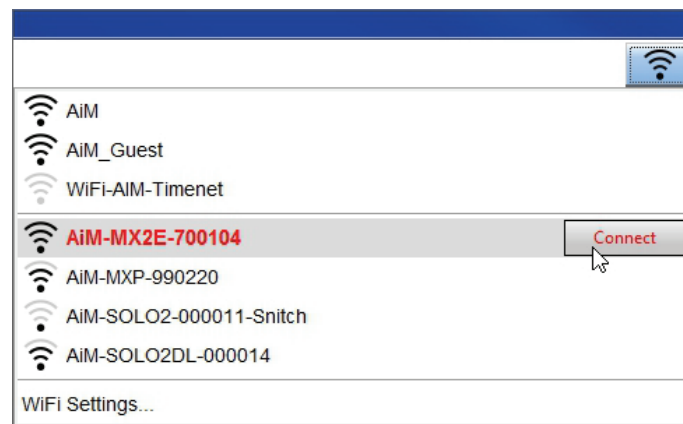 AiM
AiM_Guest
WiFi-AIM-Timenet
AiM-MX2E-700104 Connect
AiM-MXP-990220
AiM-SOLO2-000011-Snitch
AiM-SOLO2DL-000014
WiFi Settings...